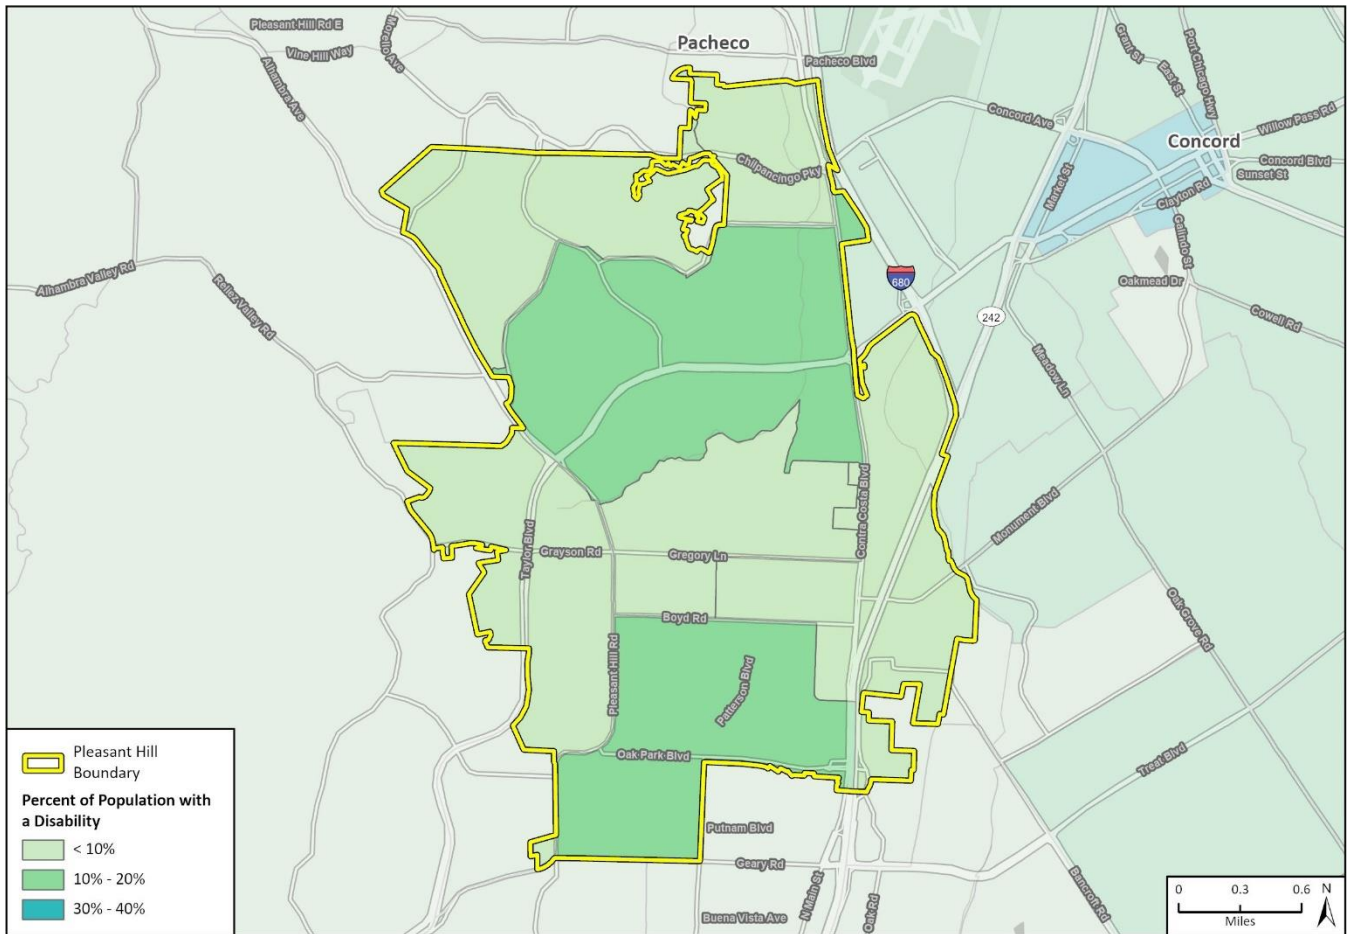 Pleasant Hill Rd E
Vine Hill Way
Morello Ave
Alhambra Ave
Pacheco
Pacheco Blvd
Grant St
East St
Port Chicago Hwy
Concord Ave
Willow Pass Rd
Concord
Concord Blvd
Sunset St
Market St
Clayton Rd
Galindo St
Chilpancingo Pky
Alhambra Valley Rd
Reliez Valley Rd
680
242
Oakmead Dr
Cowell Rd
Meadow Ln
Monument Blvd
Contra Costa Blvd
Taylor Blvd
Grayson Rd
Gregory Ln
Boyd Rd
Pleasant Hill Rd
Patterson Blvd
Oak Grove Rd
Oak Park Blvd
Treat Blvd
Putnam Blvd
Geary Rd
Buena Vista Ave
N Main St
Oak Rd
Bancroft Rd
Pleasant Hill
Boundary
Percent of Population with
a Disability
< 10%
10% - 20%
30% - 40%
0 0.3 0.6 N
Miles